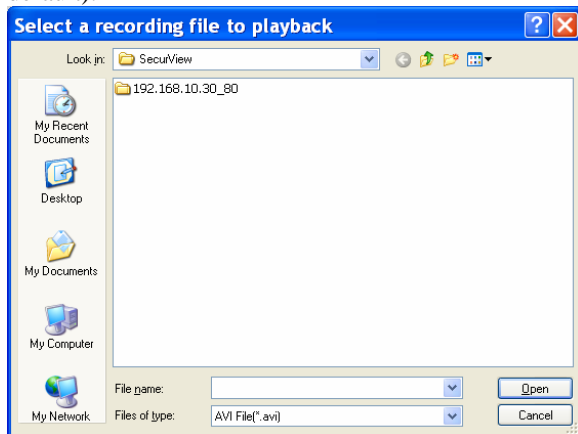 Select a recording file to playback
Look in:
SecurView
192.168.10.30_80
My Recent
Documents
Desktop
My Documents
My Computer
My Network
File name:
Open
Files of type:
AVI File(*.avi)
Cancel